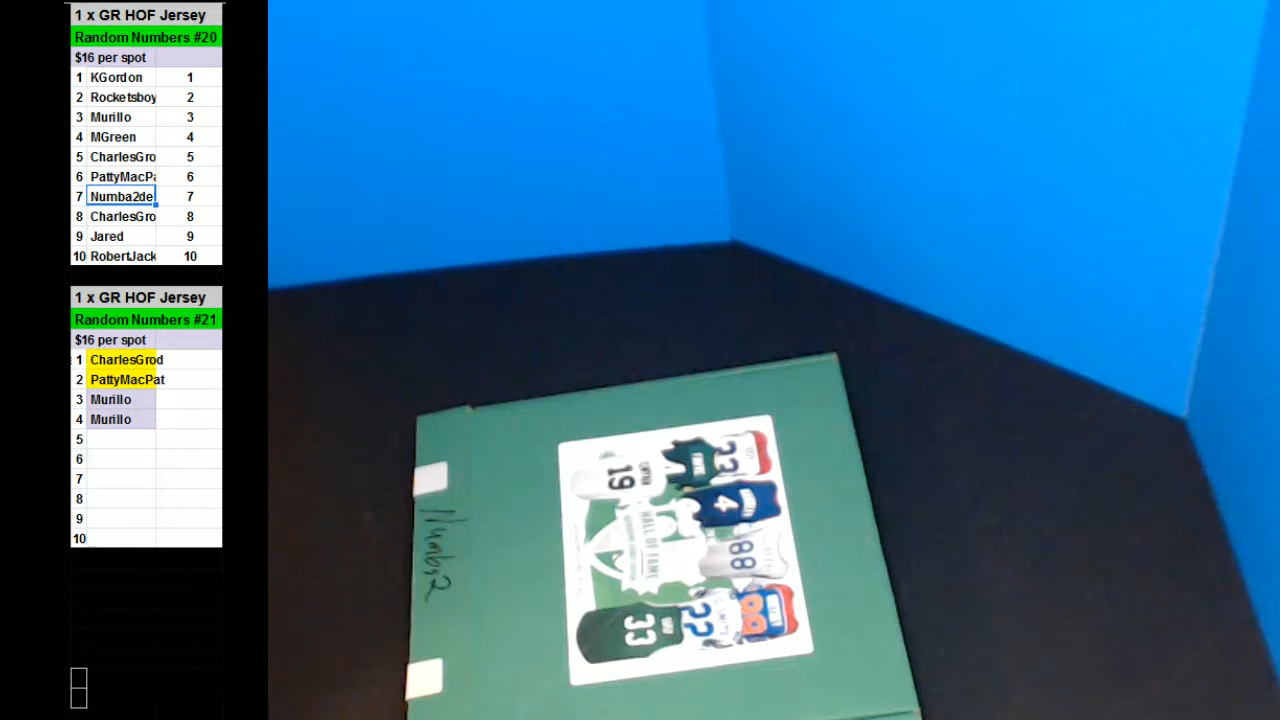 1 x GR HOF Jersey
Random Numbers #20
$16 per spot
1 KGordon 1
2 Rocketsboy 2
3 Murillo 3
4 MGreen 4
5 CharlesGro 5
6 PattyMacPa 6
7 Numba2de 7
8 CharlesGro 8
9 Jared 9
10 RobertJack 10
1 x GR HOF Jersey
Random Numbers #21
$16 per spot
1 CharlesGrod
2 PattyMacPat
3 Murillo
4 Murillo
5
6
7
8
9
10
Numba2
19
23
4
88
33
22
HALL OF FAME